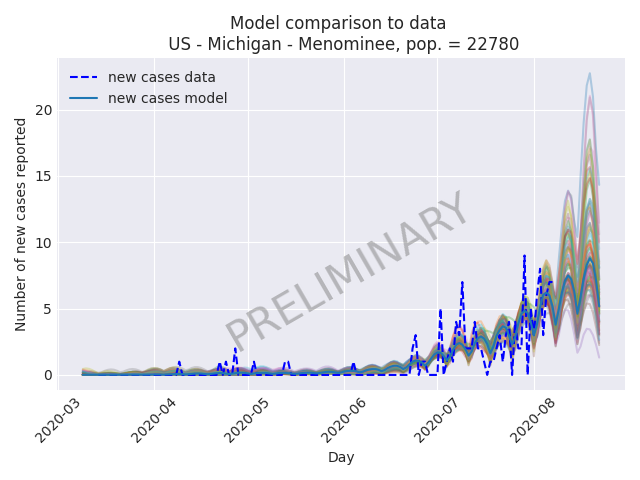 Model comparison to data
US - Michigan - Menominee, pop. = 22780
new cases data
new cases model
Number of new cases reported
20
15
10
5
0
PRELIMINARY
2020-03
2020-04
2020-05
2020-06
2020-07
2020-08
Day